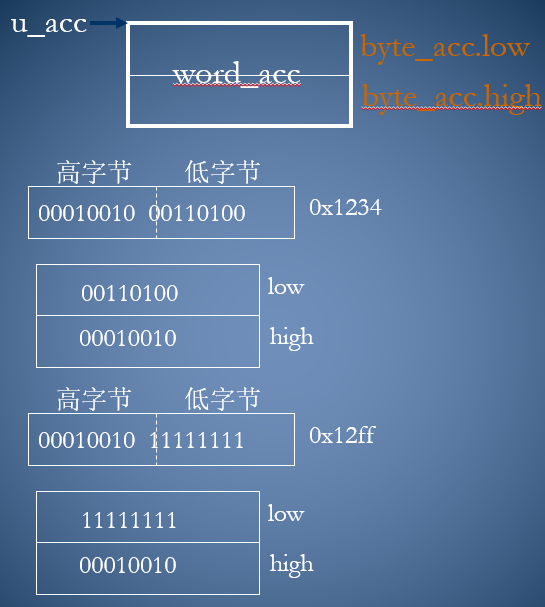 u_acc
word_acc
byte_acc.low
byte_acc.high
高字节 低字节
00010010 00110100 0x1234
00110100 low
00010010 high
高字节 低字节
00010010 11111111 0x12ff
11111111 low
00010010 high